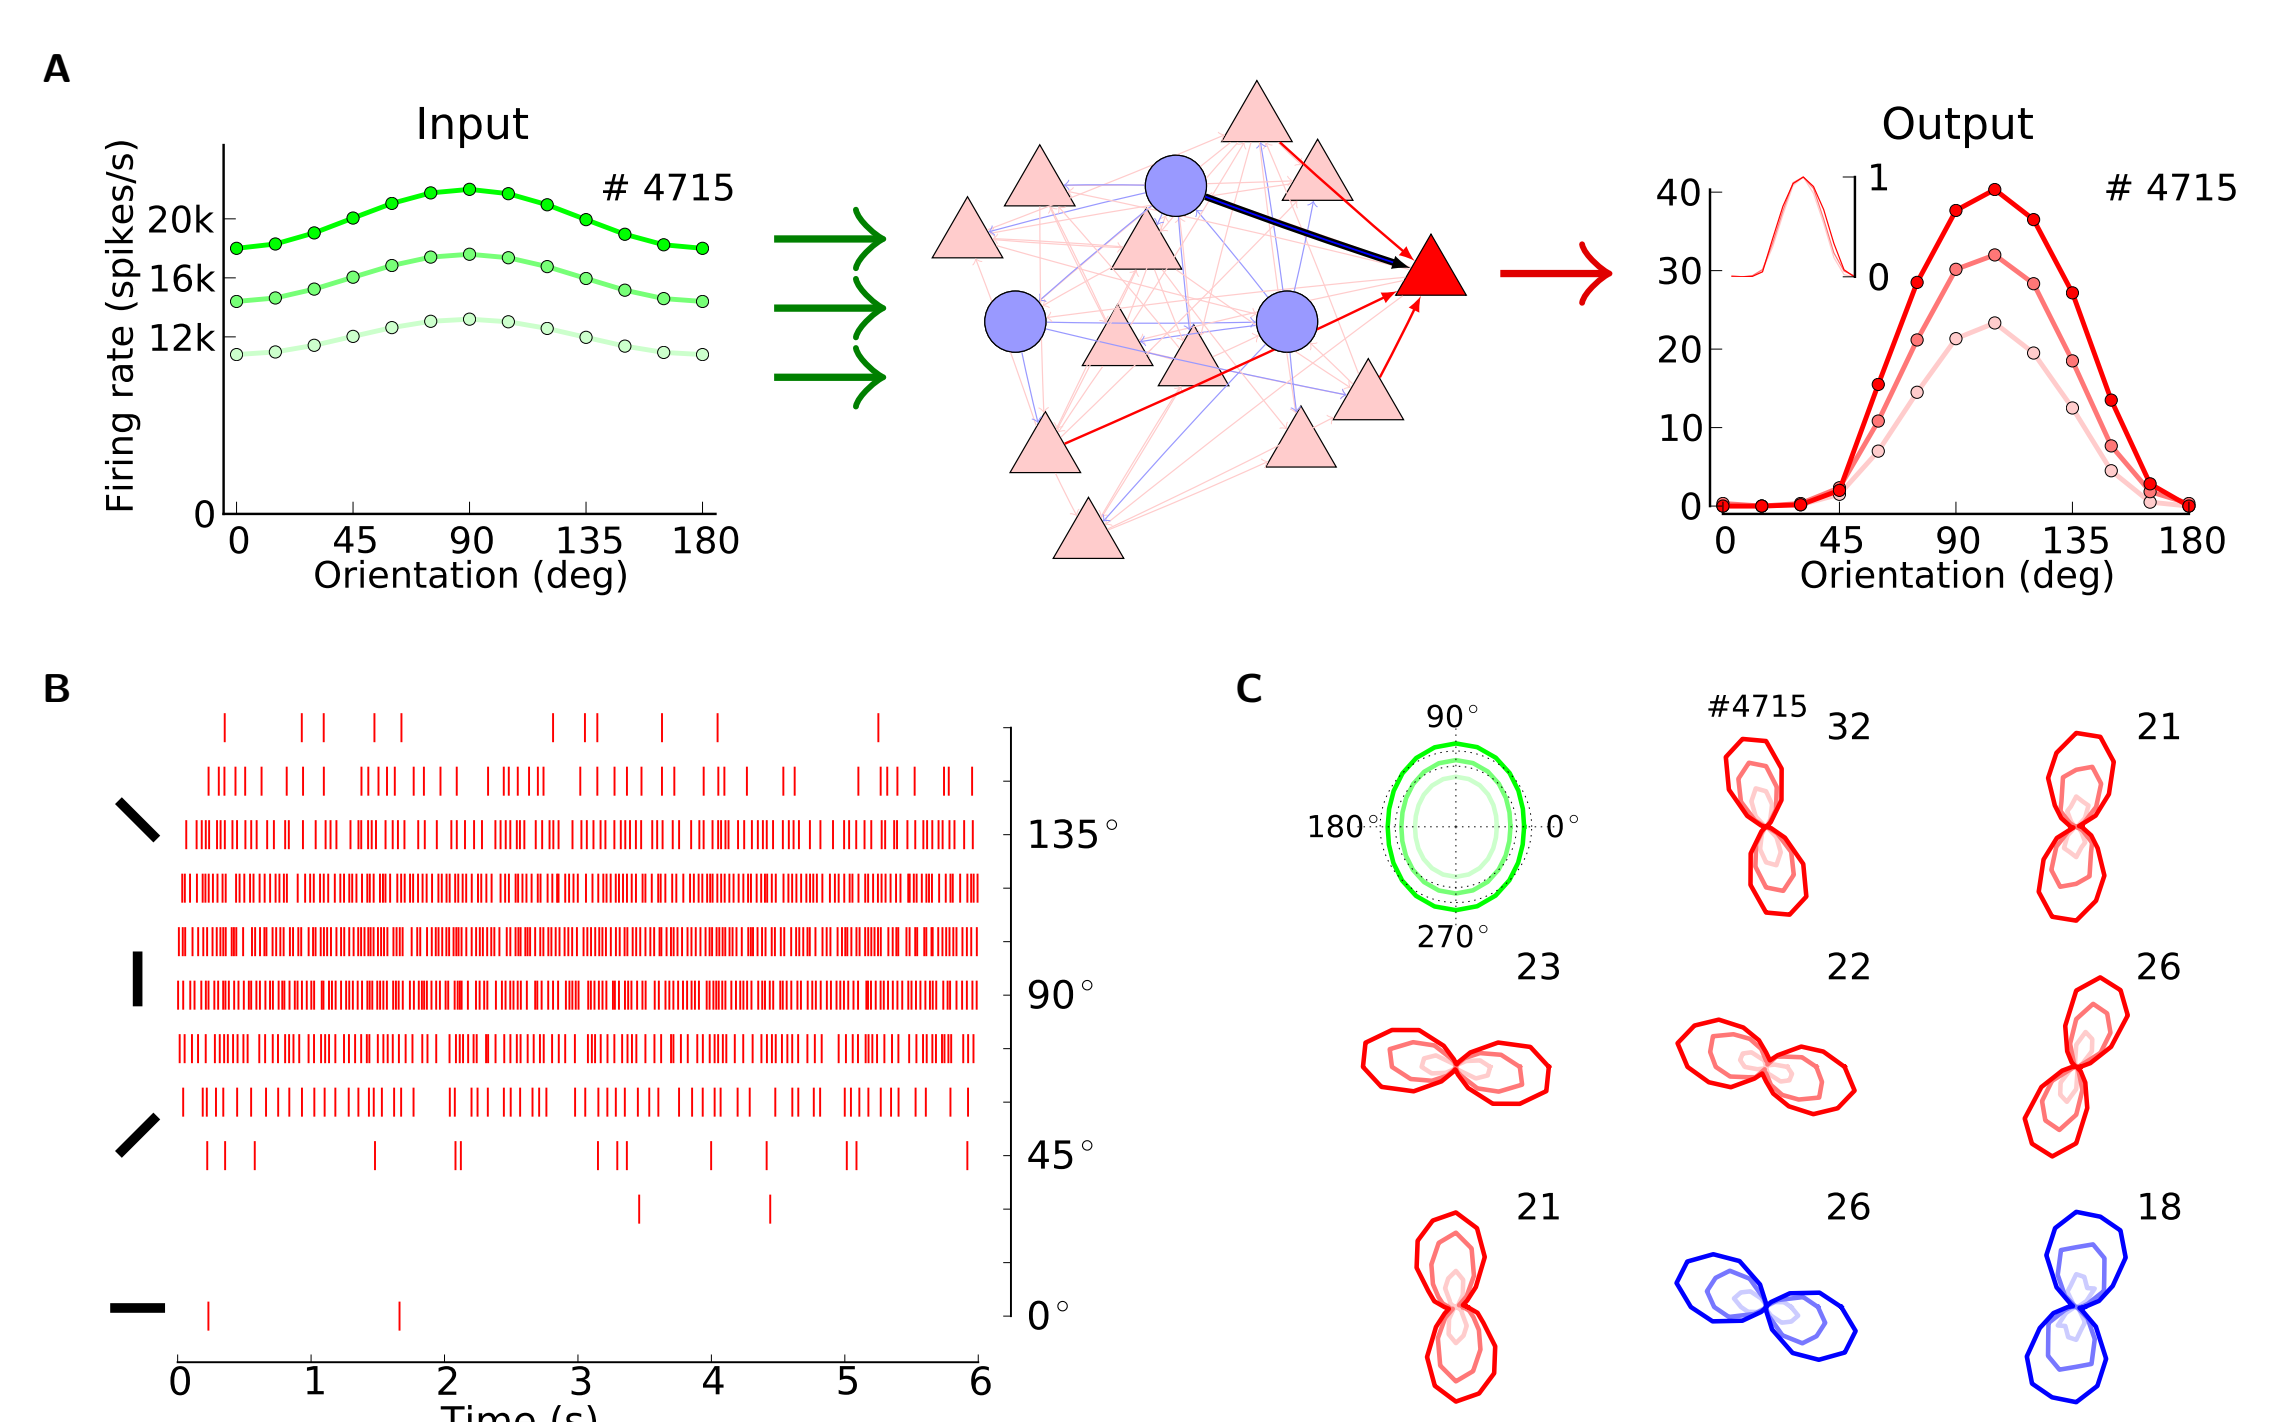 A
Input
# 4715
Firing rate (spikes/s)
20k
16k
12k
0
0 45 90 135 180
Orientation (deg)
Output
# 4715
1
0
40
30
20
10
0
0 45 90 135 180
Orientation (deg)
B
135°
90°
45°
0°
0 1 2 3 4 5 6
Time (s)
C
90°
180° 0°
270°
#4715
32
21
23
22
26
21
26
18